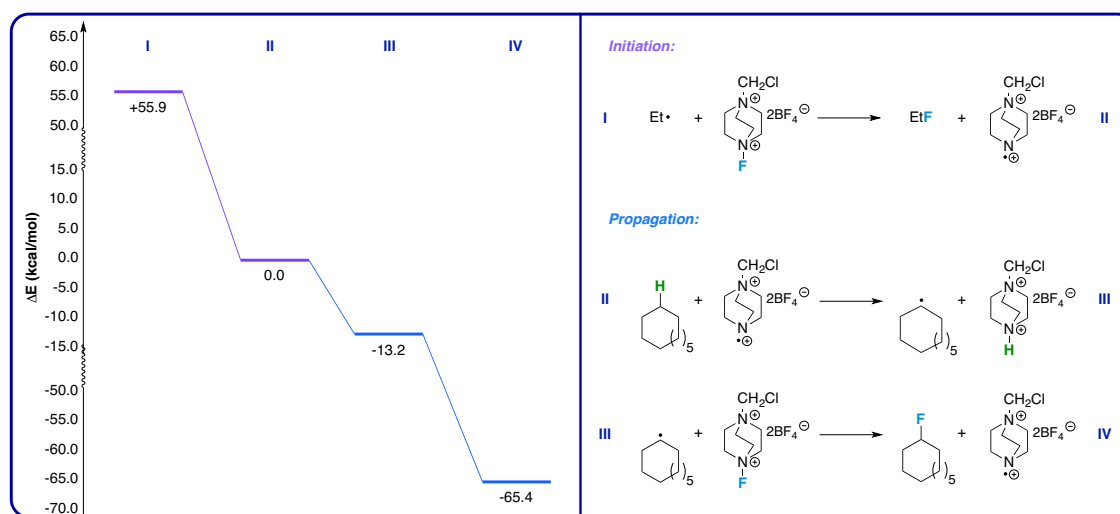 65.0
60.0
55.0
50.0
15.0
10.0
5.0
0.0
-5.0
-10.0
-15.0
-50.0
-55.0
-60.0
-65.0
-70.0
ΔE (kcal/mol)
I II III IV
+55.9
0.0
-13.2
-65.4
Initiation:
I Et• + CH2Cl N⊕ 2BF4⊖ N⊕ F EtF + CH2Cl N⊕ 2BF4⊖ N •⊕ II
Propagation:
II H ( )5 + CH2Cl N⊕ 2BF4⊖ N •⊕ • ( )5 + CH2Cl N⊕ 2BF4⊖ N⊕ H III
III • ( )5 + CH2Cl N⊕ 2BF4⊖ N⊕ F F ( )5 + CH2Cl N⊕ 2BF4⊖ N •⊕ IV